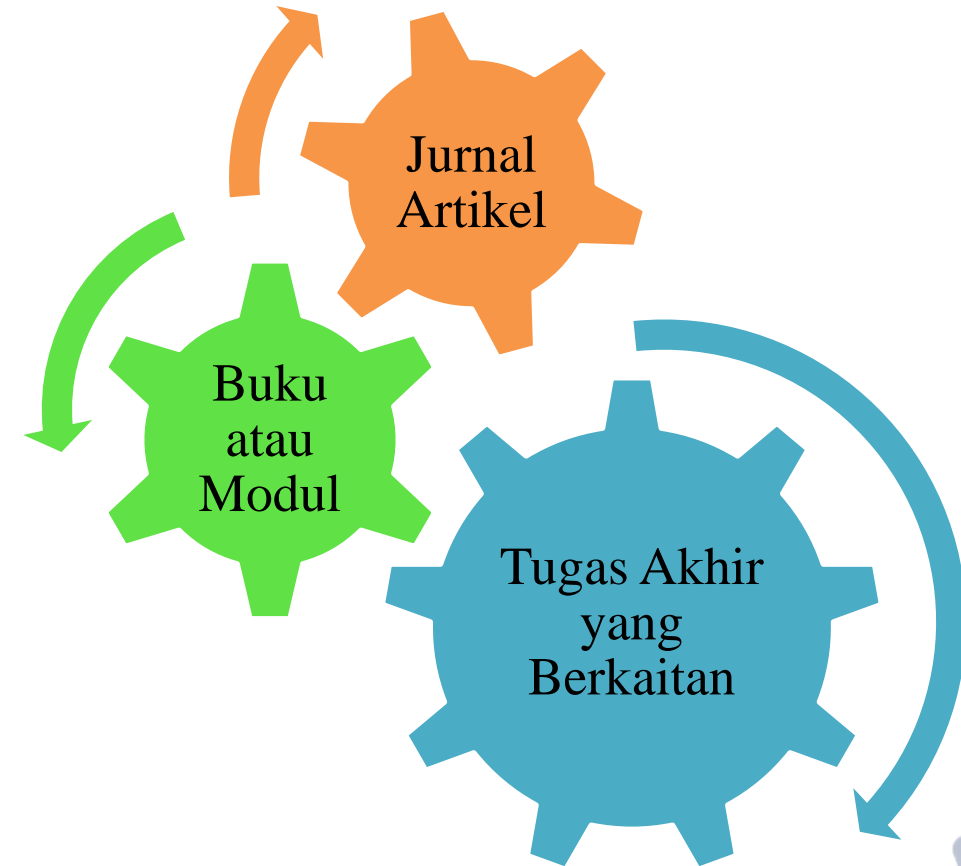 Jurnal
Artikel
Buku
atau
Modul
Tugas Akhir
yang
Berkaitan